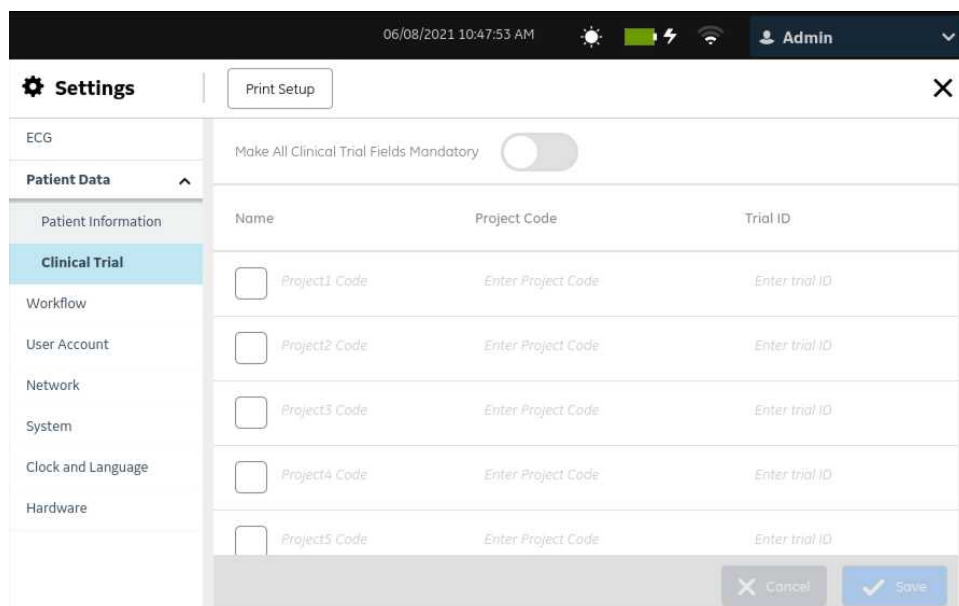 06/08/2021 10:47:53 AM Admin
Settings Print Setup
ECG
Make All Clinical Trial Fields Mandatory
Patient Data
Patient Information
Clinical Trial
Workflow
User Account
Network
System
Clock and Language
Hardware
Name Project Code Trial ID
Project1 Code Enter Project Code Enter trial ID
Project2 Code Enter Project Code Enter trial ID
Project3 Code Enter Project Code Enter trial ID
Project4 Code Enter Project Code Enter trial ID
Project5 Code Enter Project Code Enter trial ID
Cancel Save